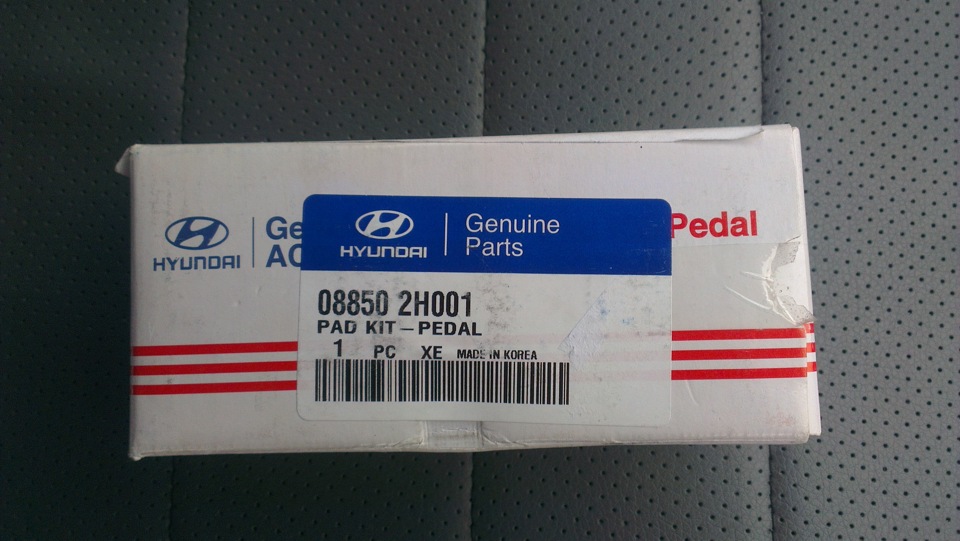 HYUNDAI
Ge
AC
Pedal
HYUNDAI
Genuine
Parts
08850 2H001
PAD KIT-PEDAL
1 PC XE MADE IN KOREA